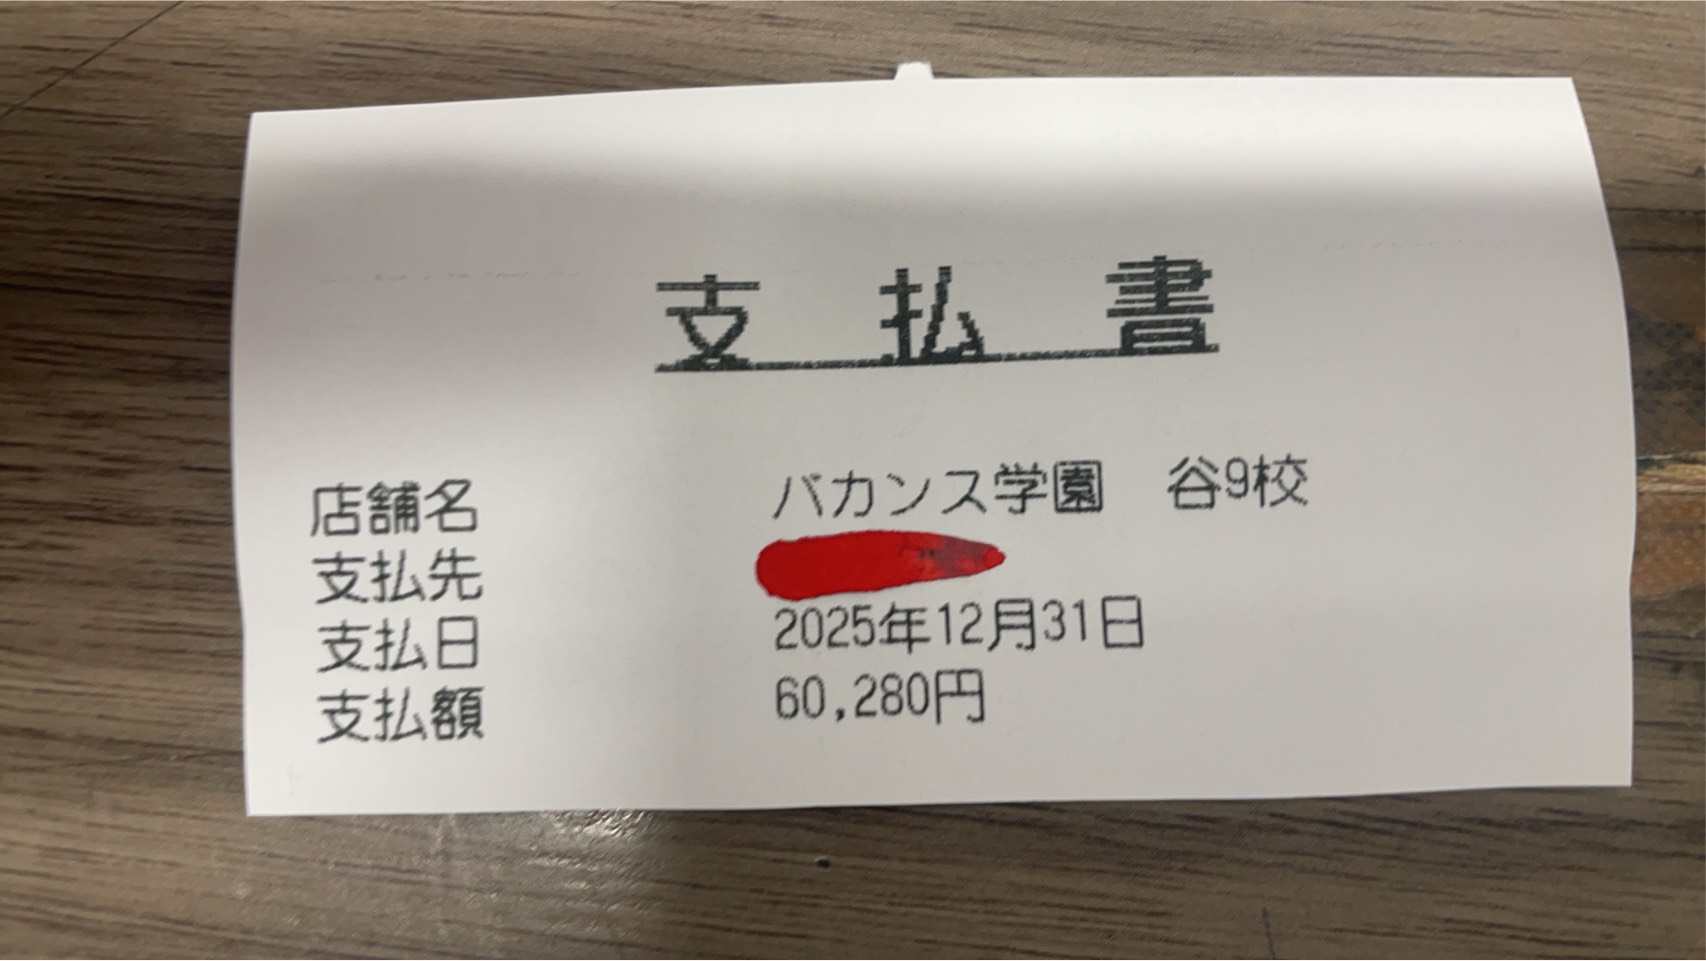 支払書
店舗名 バカンス学園 谷9校
支払先
支払日 2025年12月31日
支払額 60,280円